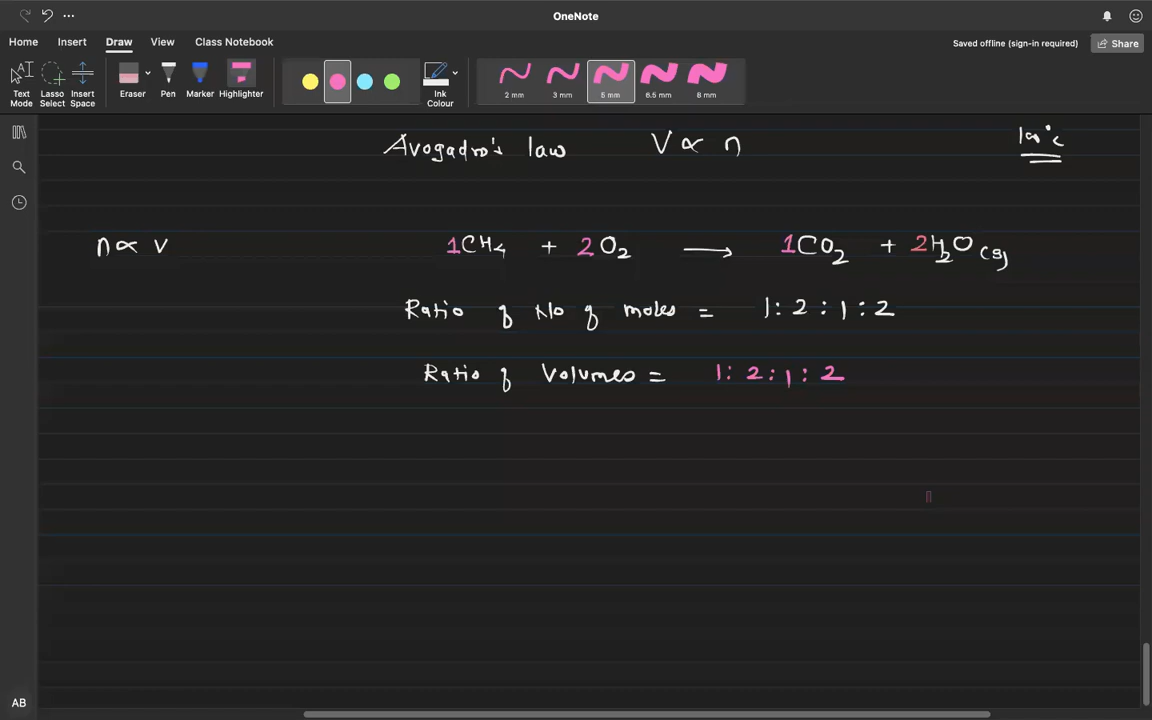 OneNote
Home Insert Draw View Class Notebook
Saved offline (sign-in required) Share
Text Mode Lasso Select Insert Space Eraser Pen Marker Highlighter Ink Colour 2 mm 3 mm 5 mm 6.5 mm 8 mm
Avogadro's law V ∝ n
100°C
n ∝ V 1CH₄ + 2O₂ → 1CO₂ + 2H₂O (g)
Ratio of No of moles = 1 : 2 : 1 : 2
Ratio of Volumes = 1 : 2 : 1 : 2
AB